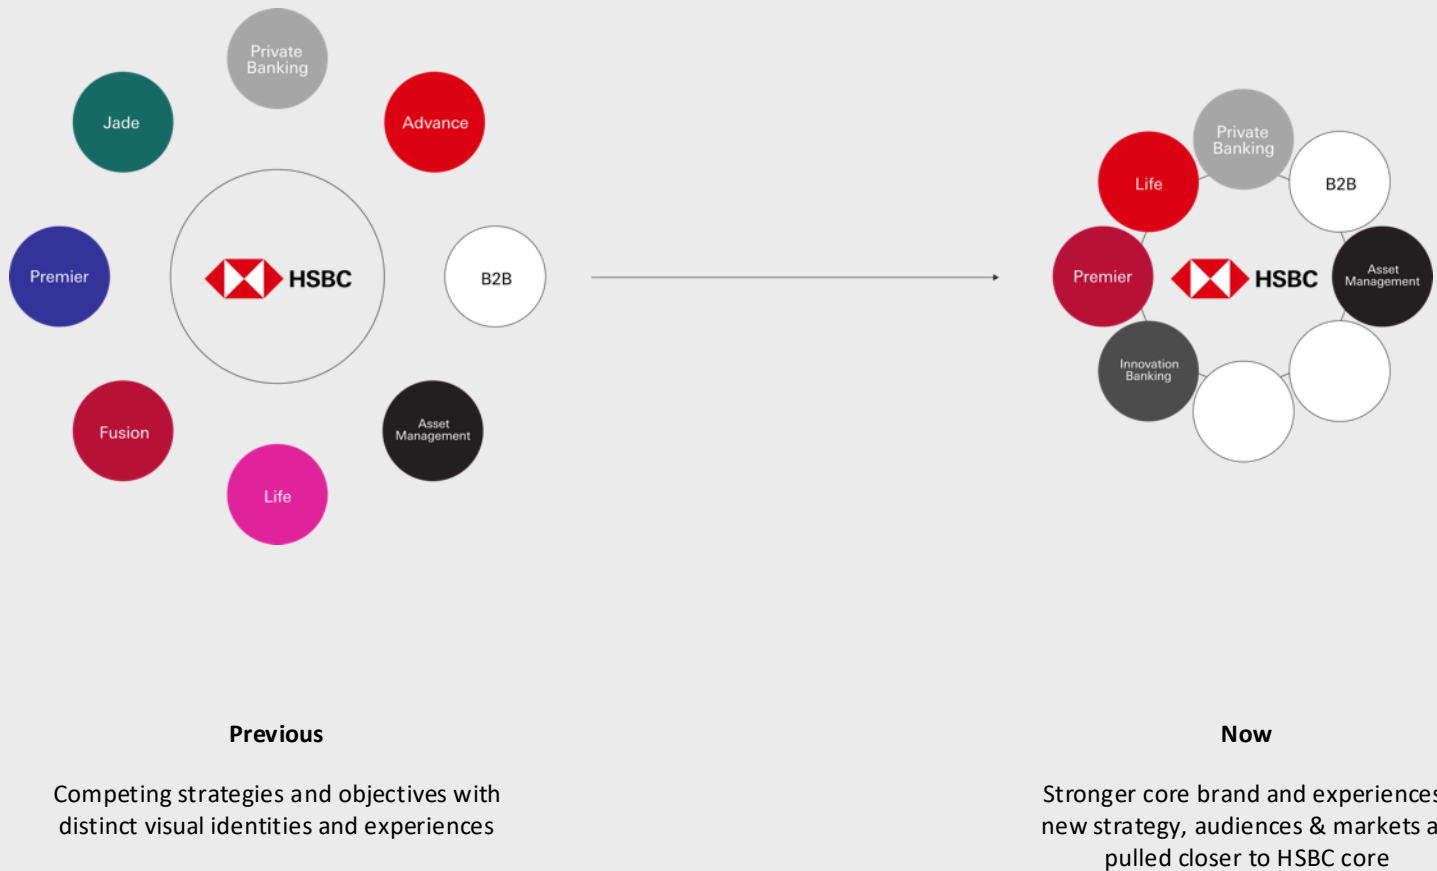 Private
Banking
Jade
Advance
Premier
HSBC
B2B
Fusion
Asset
Management
Life
Private
Banking
Life
B2B
Premier
HSBC
Asset
Management
Innovation
Banking
Previous
Competing strategies and objectives with
distinct visual identities and experiences
Now
Stronger core brand and experiences
new strategy, audiences & markets a
pulled closer to HSBC core